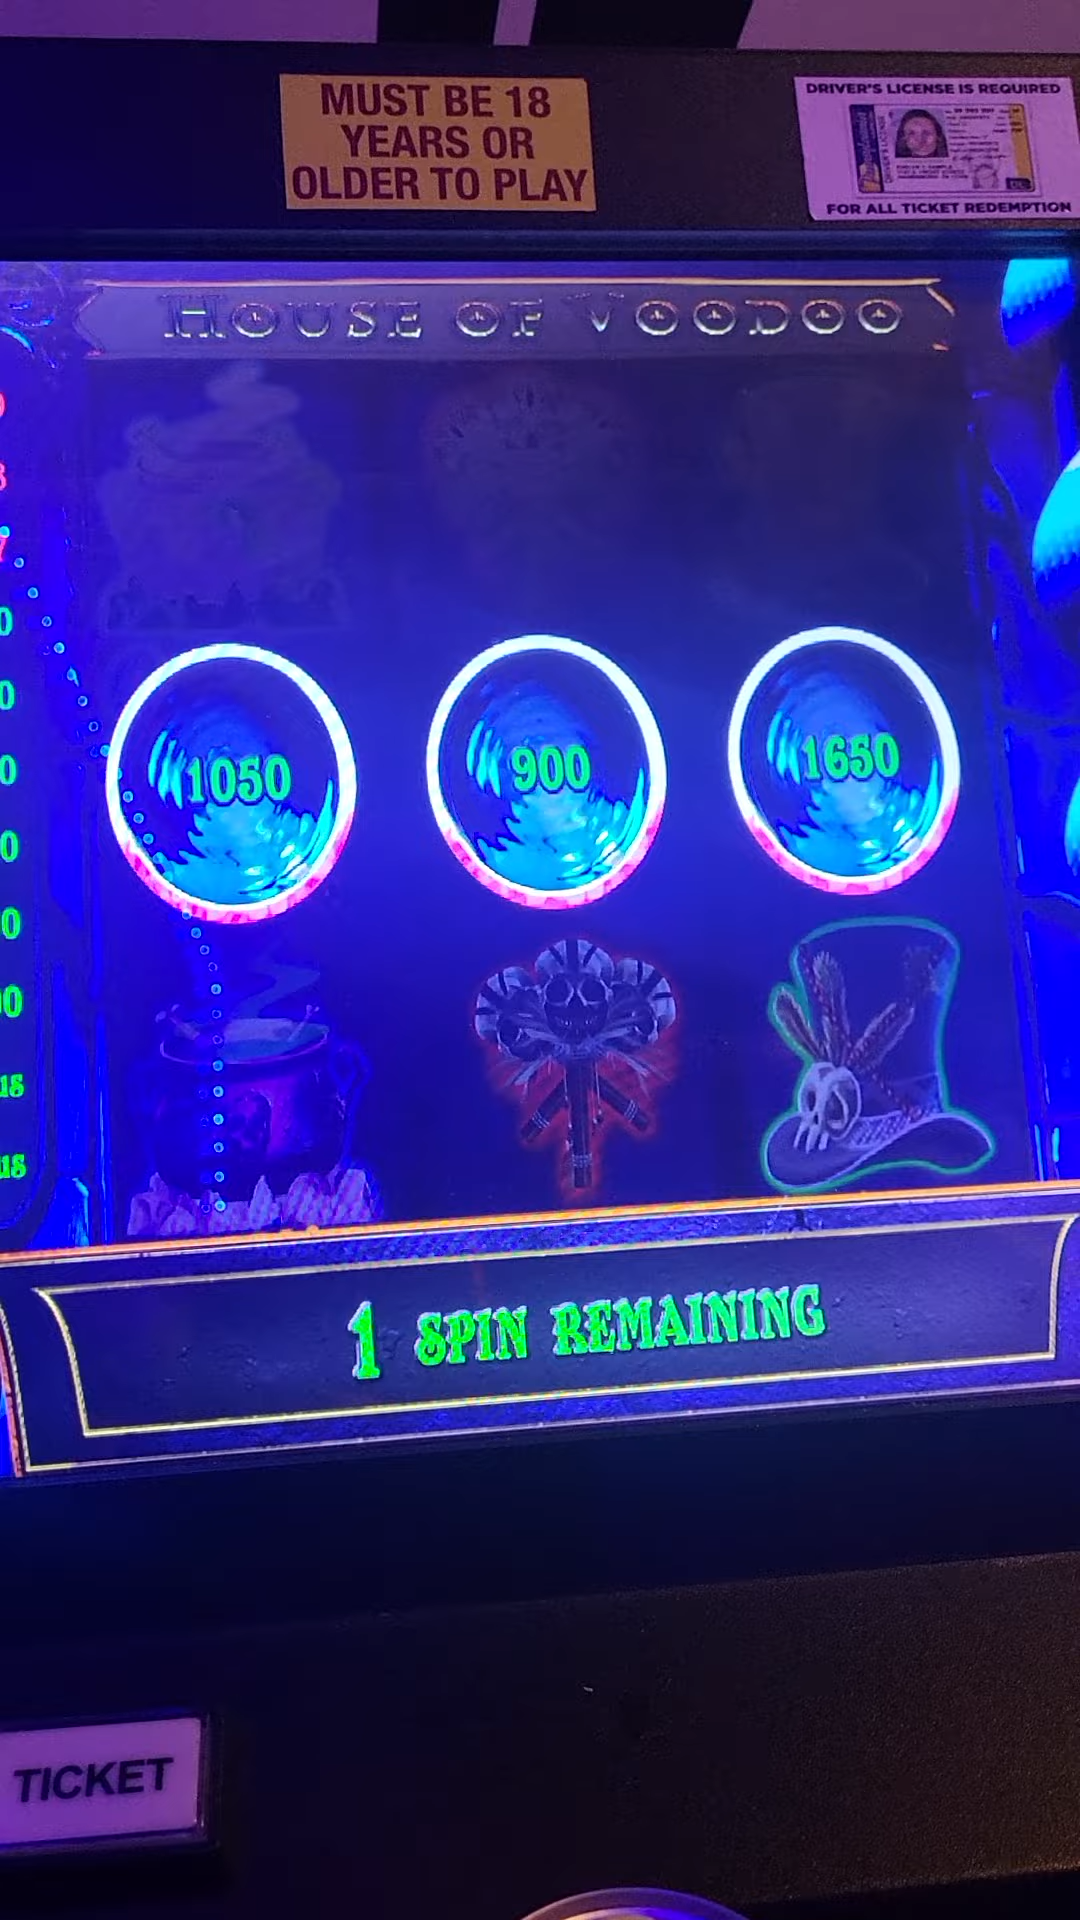 MUST BE 18
YEARS OR
OLDER TO PLAY
DRIVER'S LICENSE IS REQUIRED
FOR ALL TICKET REDEMPTION
HOUSE OF VOODOO
1050
900
1650
1 SPIN REMAINING
TICKET